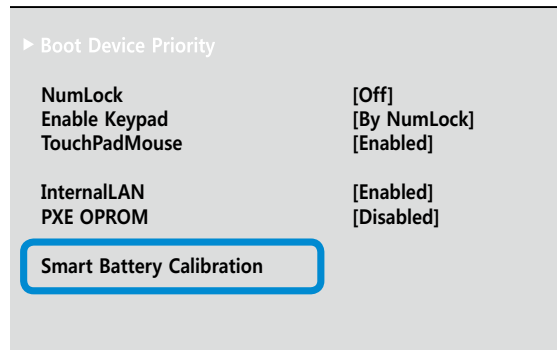 ▶ Boot Device Priority
NumLock [Off]
Enable Keypad [By NumLock]
TouchPadMouse [Enabled]
InternalLAN [Enabled]
PXE OPROM [Disabled]
Smart Battery Calibration